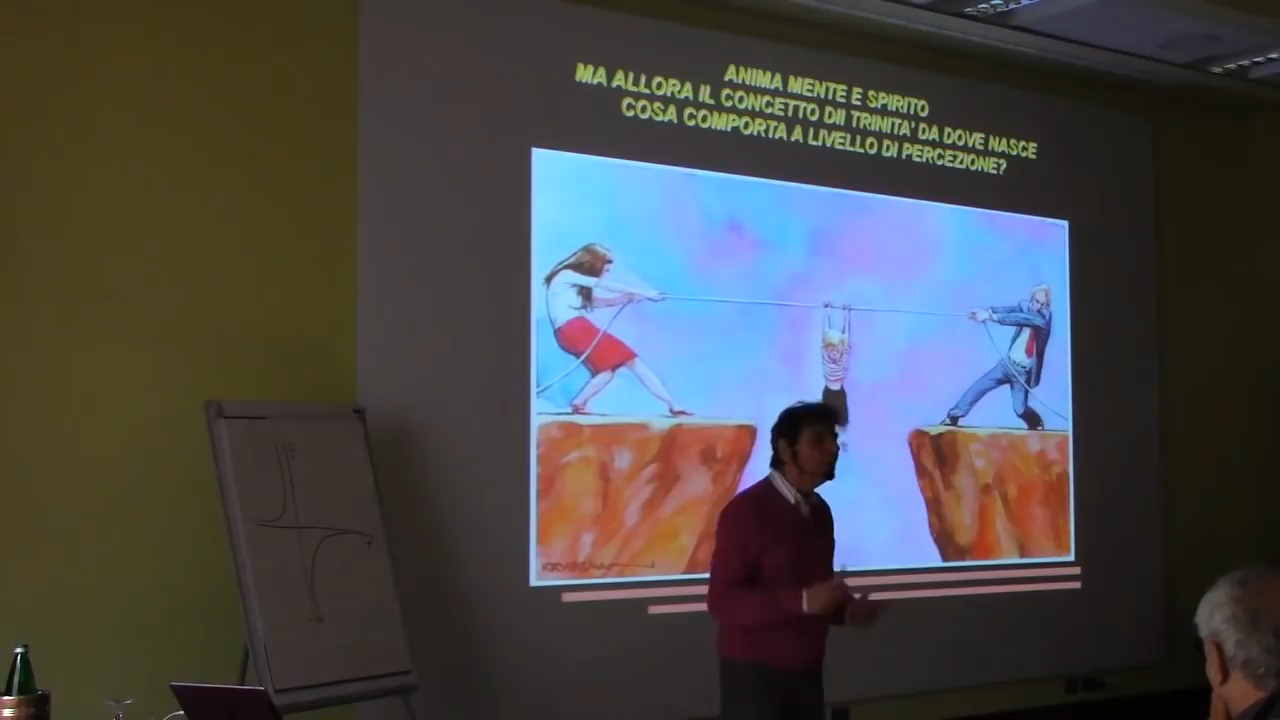 ANIMA MENTE E SPIRITO
MA ALLORA IL CONCETTO DII TRINITA' DA DOVE NASCE
COSA COMPORTA A LIVELLO DI PERCEZIONE?